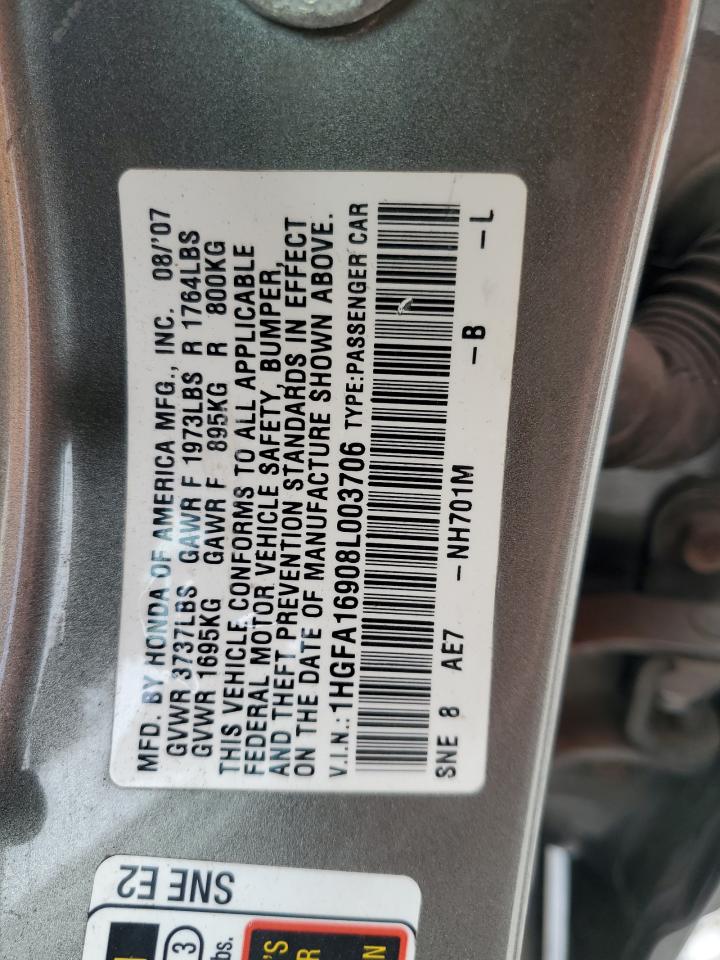 MFD. BY HONDA OF AMERICA MFG., INC. 08/'07
GVWR 3737LBS GAWR F 1973LBS R 1764LBS
GVWR 1695KG GAWR F 895KG R 800KG
THIS VEHICLE CONFORMS TO ALL APPLICABLE
FEDERAL MOTOR VEHICLE SAFETY, BUMPER,
AND THEFT PREVENTION STANDARDS IN EFFECT
ON THE DATE OF MANUFACTURE SHOWN ABOVE.
V.I.N.: 1HGFA16908L003706 TYPE:PASSENGER CAR
SNE 8 AE7 -NH701M -B -L
SNE E2
3
bs.
'S
R
N